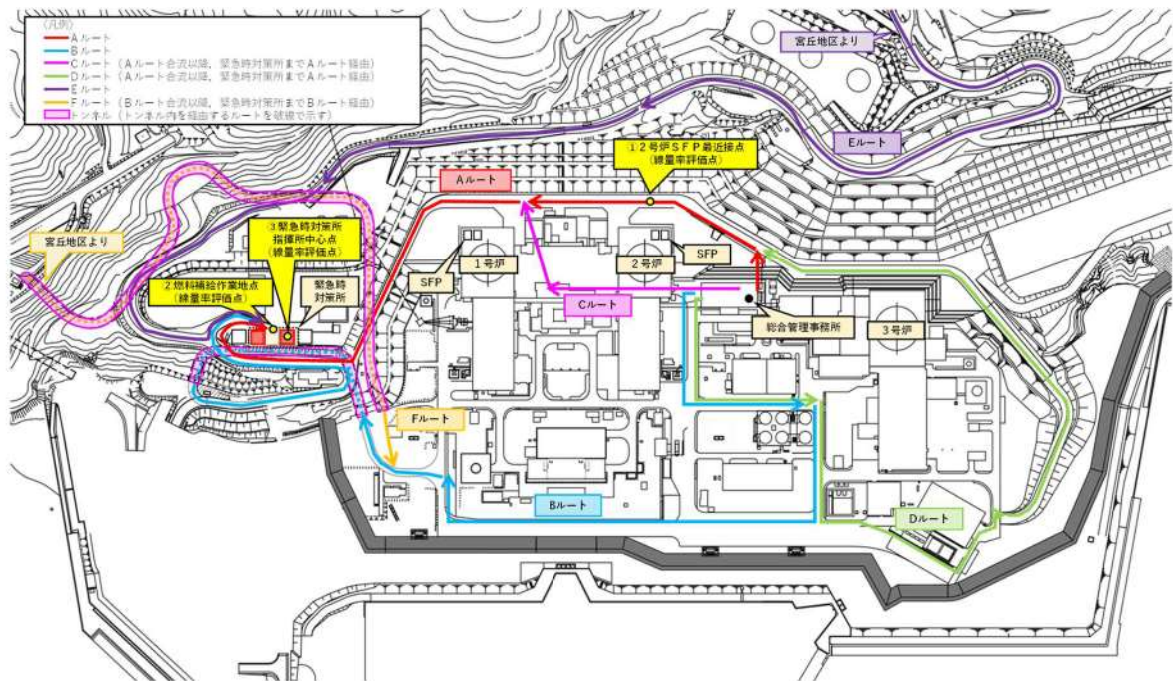 〈凡例〉
Aルート
Bルート
Cルート（Aルート合流以降，緊急時対策所までAルート経由）
Dルート（Aルート合流以降，緊急時対策所までAルート経由）
Eルート
Fルート（Bルート合流以降，緊急時対策所までBルート経由）
トンネル（トンネル内を経由するルートを破線で示す）
宮丘地区より
Eルート
①2号炉SFP最近接点
（線量率評価点）
Aルート
③緊急時対策所
指揮所中心点
（線量率評価点）
宮丘地区より
②燃料補給作業地点
（線量率評価点）
緊急時
対策所
SFP
1号炉
2号炉
SFP
Cルート
総合管理事務所
3号炉
Fルート
Bルート
Dルート